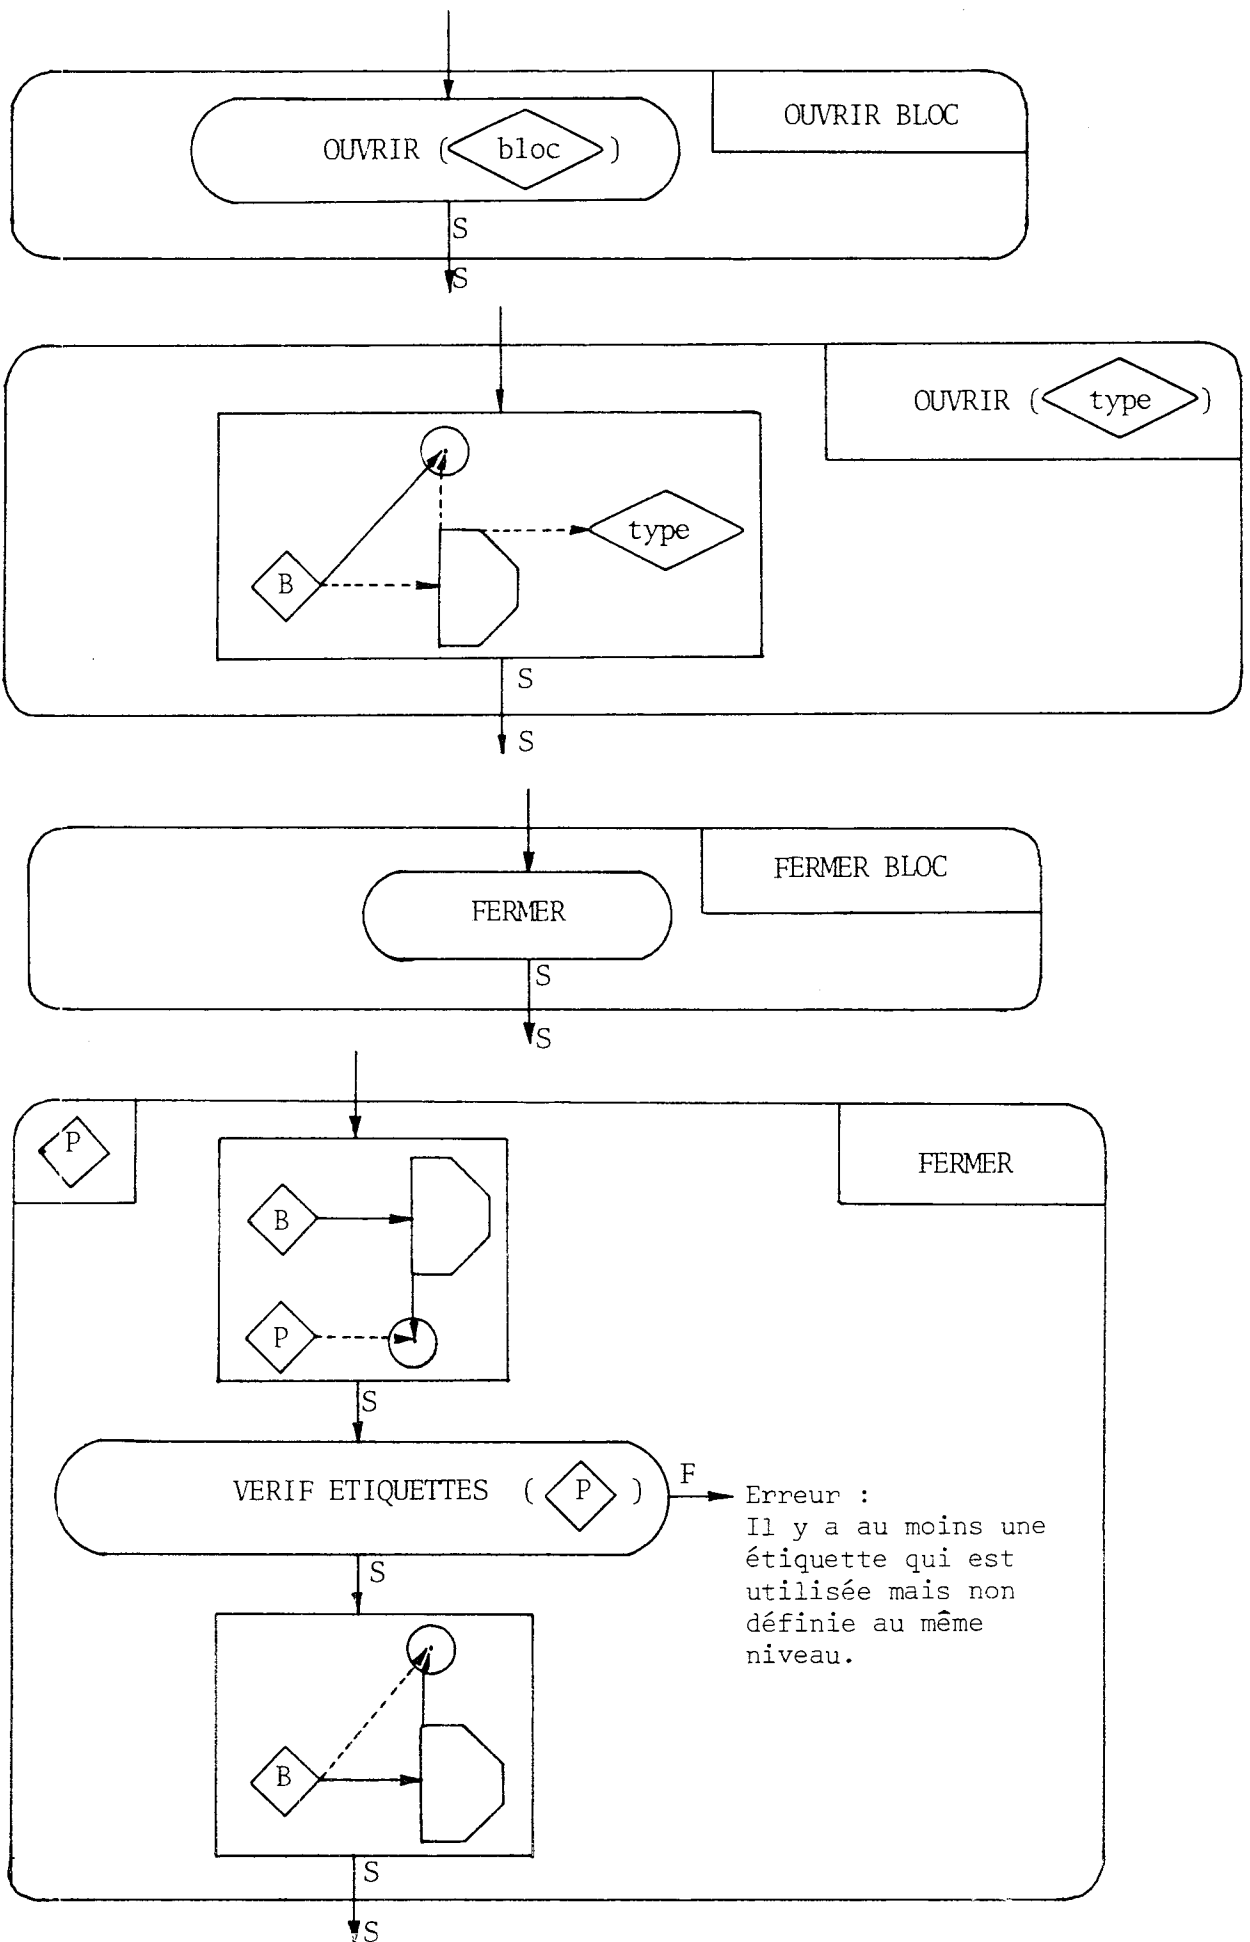 OUVRIR BLOC
OUVRIR ( bloc )
S
S
OUVRIR ( type )
type
B
S
S
FERMER BLOC
FERMER
S
S
P
FERMER
B
P
S
VERIF ETIQUETTES ( P )
F
Erreur :
Il y a au moins une
étiquette qui est
utilisée mais non
définie au même
niveau.
S
B
S
S